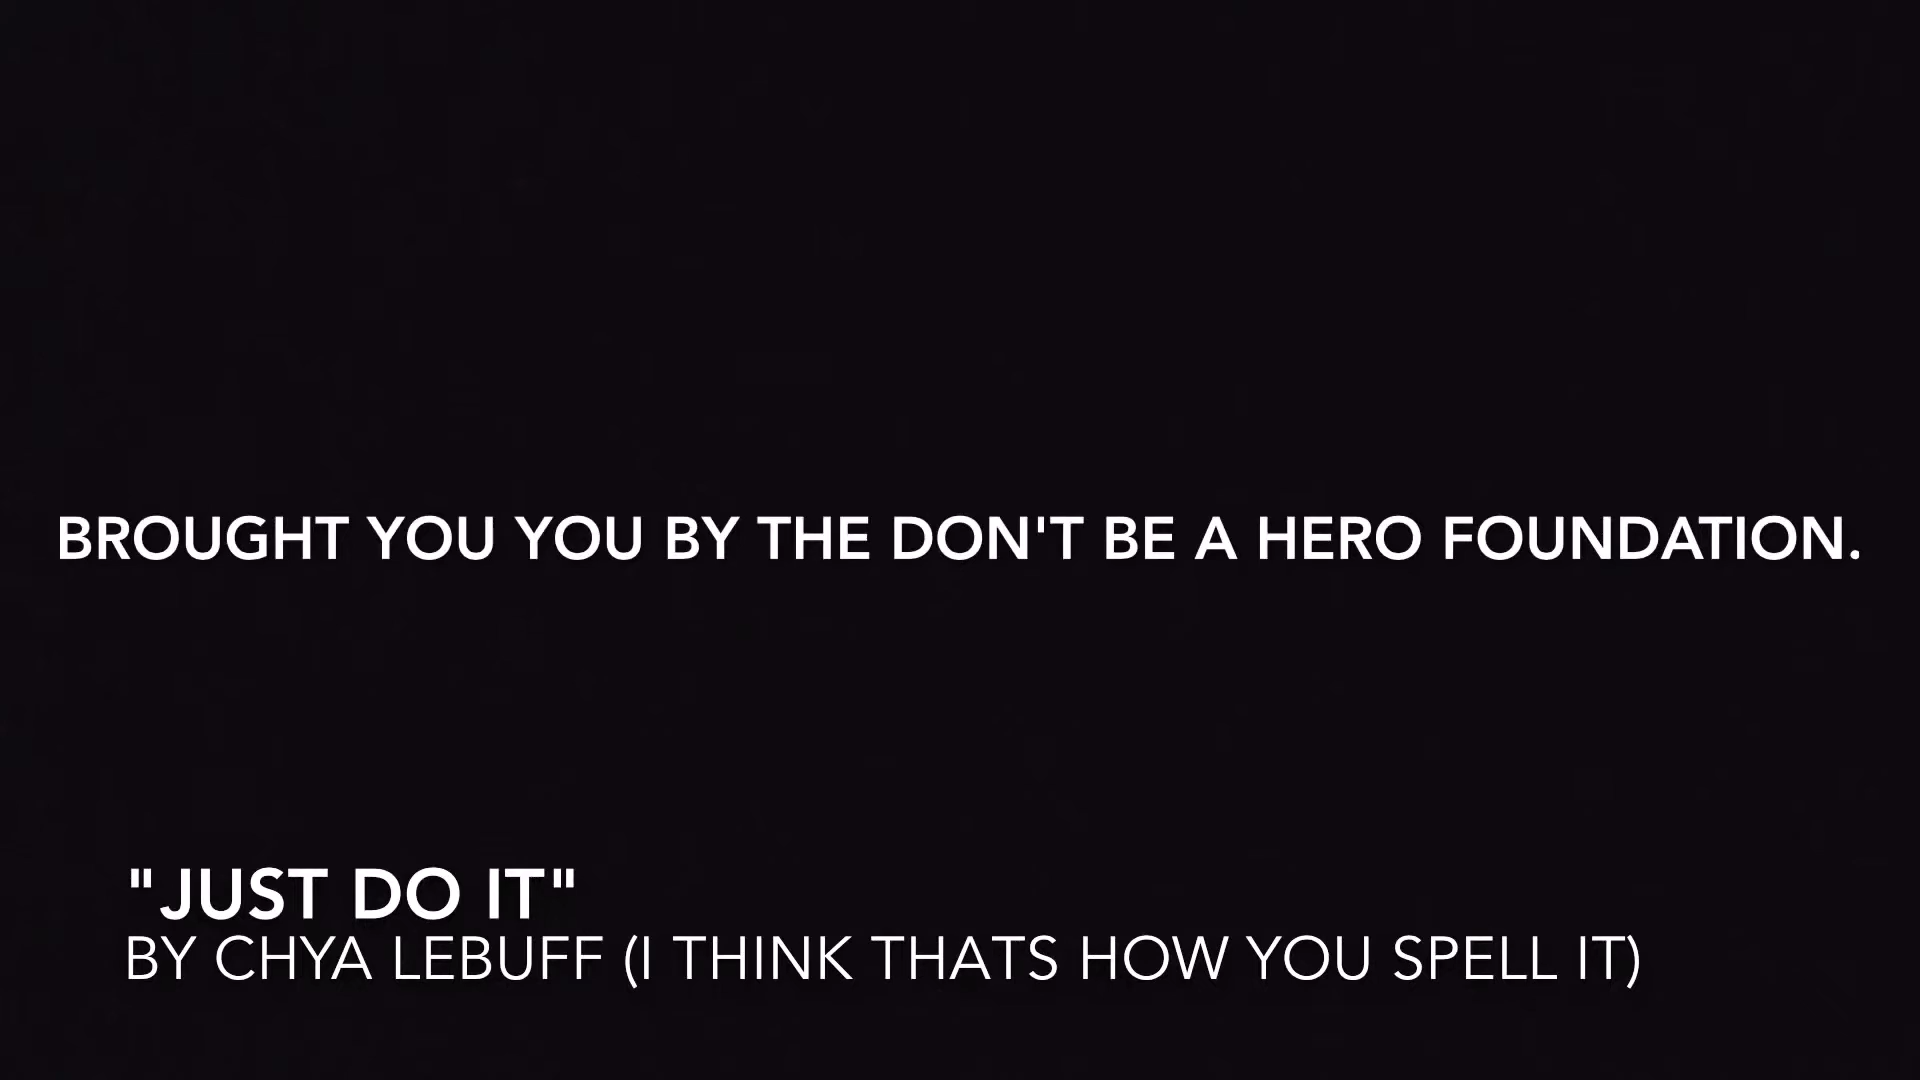 BROUGHT YOU YOU BY THE DON'T BE A HERO FOUNDATION.
"JUST DO IT"
BY CHYA LEBUFF (I THINK THATS HOW YOU SPELL IT)